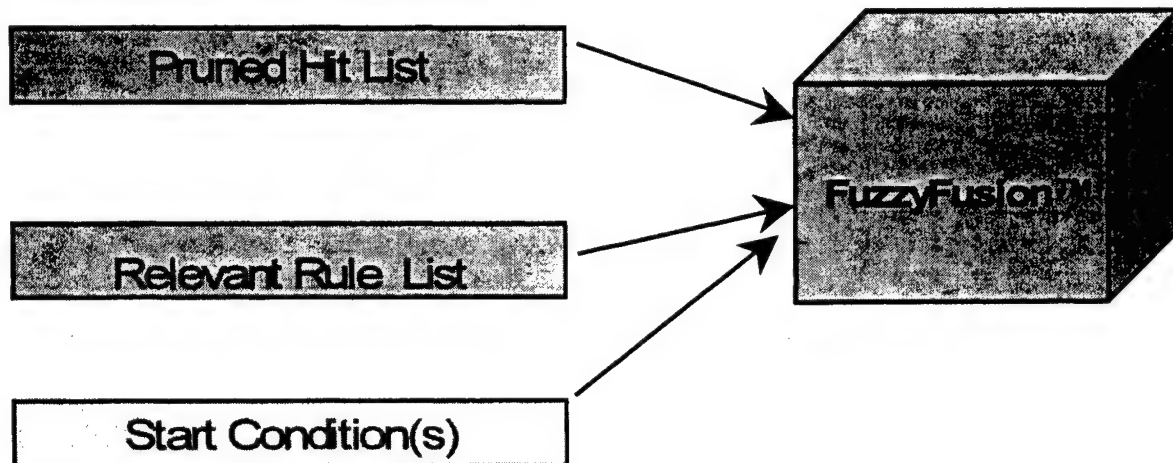 Pruned Hit List
FuzzyFusion™
Relevant Rule List
Start Condition(s)